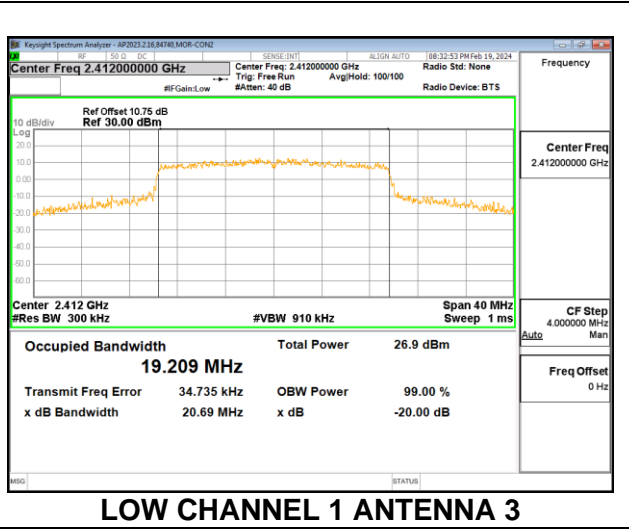 Keysight Spectrum Analyzer - AP2023.2.16,84740,MOR-CON2
RF 50 Ω DC SENSE:INT ALIGN AUTO 08:32:53 PM Feb 19, 2024
Center Freq 2.412000000 GHz
Center Freq: 2.412000000 GHz Radio Std: None
Trig: Free Run Avg|Hold: 100/100
#IFGain:Low #Atten: 40 dB Radio Device: BTS
Frequency
Ref Offset 10.75 dB
10 dB/div Ref 30.00 dBm
Log
20.0
10.0
0.00
-10.0
-20.0
-30.0
-40.0
-50.0
-60.0
Center Freq
2.412000000 GHz
Center 2.412 GHz Span 40 MHz
#Res BW 300 kHz #VBW 910 kHz Sweep 1 ms
CF Step
4.000000 MHz
Auto Man
Occupied Bandwidth Total Power 26.9 dBm
19.209 MHz
Freq Offset
0 Hz
Transmit Freq Error 34.735 kHz OBW Power 99.00 %
x dB Bandwidth 20.69 MHz x dB -20.00 dB
MSG STATUS
LOW CHANNEL 1 ANTENNA 3